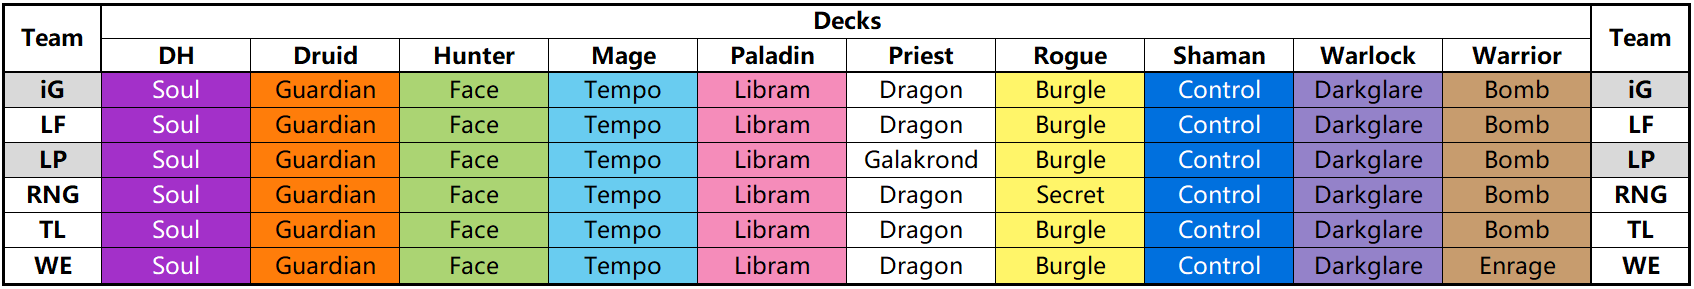 Team Decks Team
DH Druid Hunter Mage Paladin Priest Rogue Shaman Warlock Warrior
iG Soul Guardian Face Tempo Libram Dragon Burgle Control Darkglare Bomb iG
LF Soul Guardian Face Tempo Libram Dragon Burgle Control Darkglare Bomb LF
LP Soul Guardian Face Tempo Libram Galakrond Burgle Control Darkglare Bomb LP
RNG Soul Guardian Face Tempo Libram Dragon Secret Control Darkglare Bomb RNG
TL Soul Guardian Face Tempo Libram Dragon Burgle Control Darkglare Bomb TL
WE Soul Guardian Face Tempo Libram Dragon Burgle Control Darkglare Enrage WE